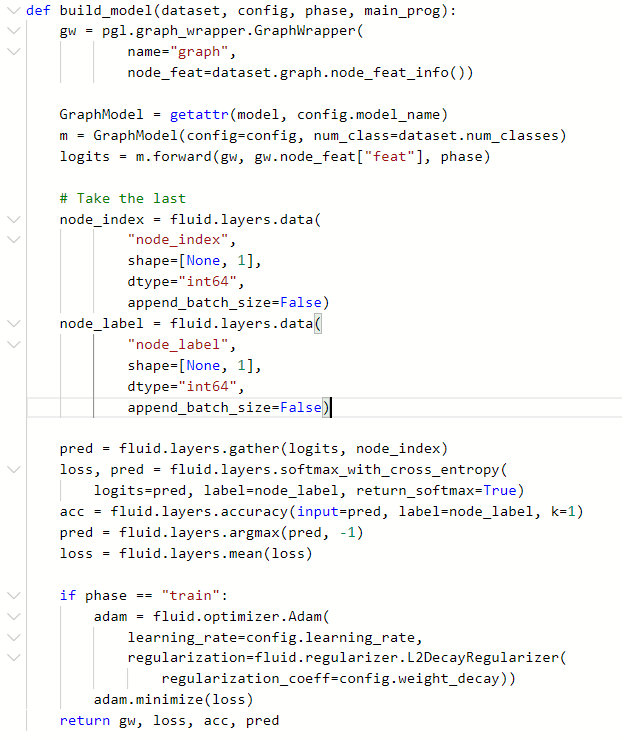 def build_model(dataset, config, phase, main_prog):
    gw = pgl.graph_wrapper.GraphWrapper(
            name="graph",
            node_feat=dataset.graph.node_feat_info())

    GraphModel = getattr(model, config.model_name)
    m = GraphModel(config=config, num_class=dataset.num_classes)
    logits = m.forward(gw, gw.node_feat["feat"], phase)

    # Take the last
    node_index = fluid.layers.data(
            "node_index",
            shape=[None, 1],
            dtype="int64",
            append_batch_size=False)
    node_label = fluid.layers.data(
            "node_label",
            shape=[None, 1],
            dtype="int64",
            append_batch_size=False)

    pred = fluid.layers.gather(logits, node_index)
    loss, pred = fluid.layers.softmax_with_cross_entropy(
        logits=pred, label=node_label, return_softmax=True)
    acc = fluid.layers.accuracy(input=pred, label=node_label, k=1)
    pred = fluid.layers.argmax(pred, -1)
    loss = fluid.layers.mean(loss)

    if phase == "train":
        adam = fluid.optimizer.Adam(
            learning_rate=config.learning_rate,
            regularization=fluid.regularizer.L2DecayRegularizer(
                regularization_coeff=config.weight_decay))
        adam.minimize(loss)
    return gw, loss, acc, pred